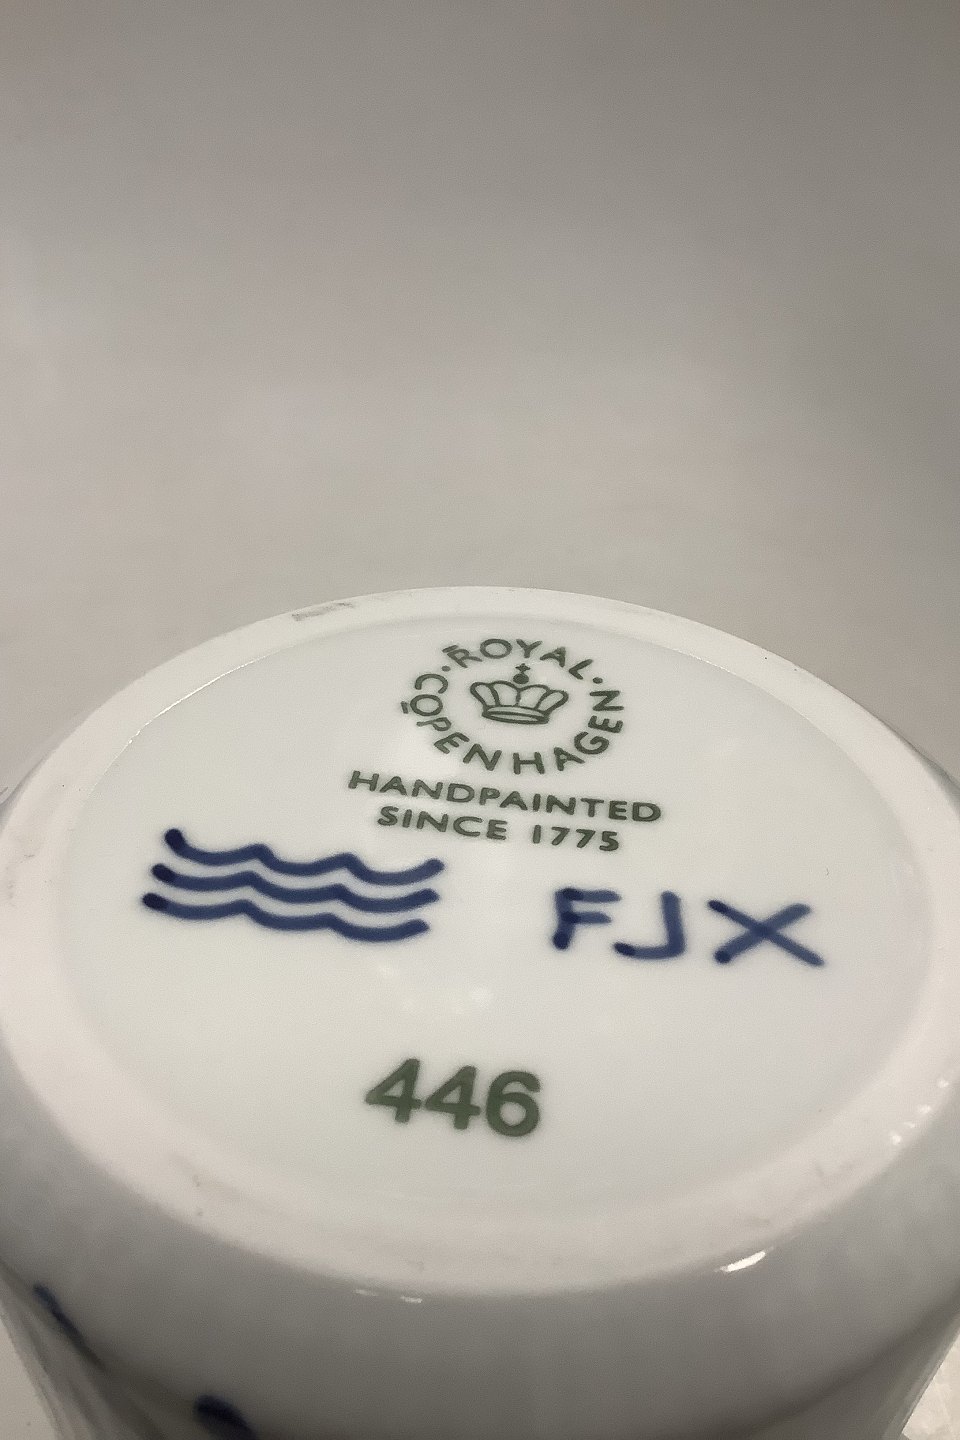 ROYAL
COPENHAGEN
HANDPAINTED
SINCE 1775
FJX
446